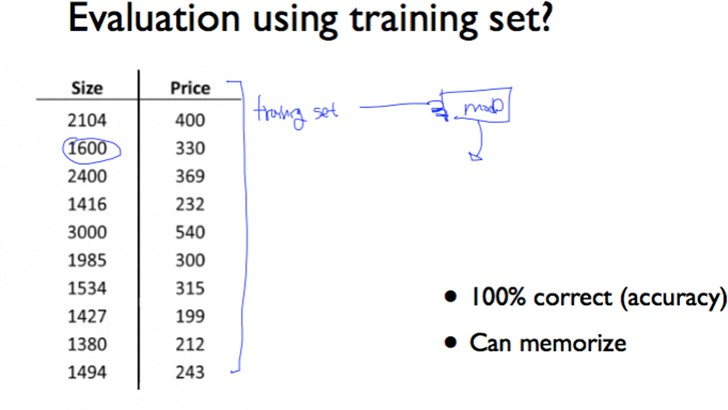 Evaluation using training set?
Size Price
2104 400
1600 330
2400 369
1416 232
3000 540
1985 300
1534 315
1427 199
1380 212
1494 243
set
• 100% correct (accuracy)
• Can memorize